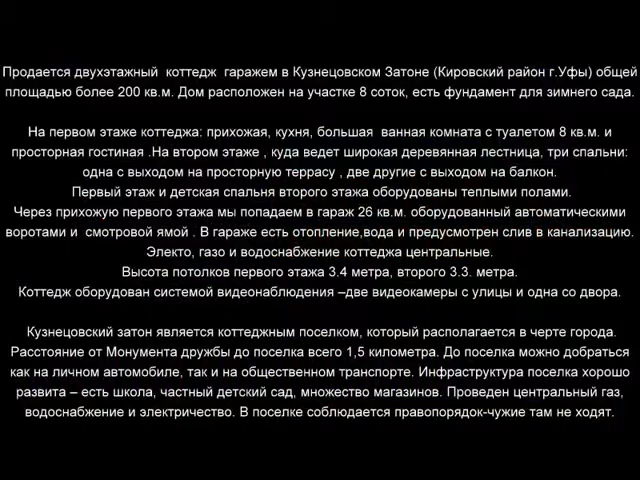 Продается двухэтажный  коттедж  гаражем в Кузнецовском Затоне (Кировский район г.Уфы) общей
площадью более 200 кв.м. Дом расположен на участке 8 соток, есть фундамент для зимнего сада.
На первом этаже коттеджа: прихожая, кухня, большая  ванная комната с туалетом 8 кв.м. и
просторная гостиная .На втором этаже , куда ведет широкая деревянная лестница, три спальни:
одна с выходом на просторную террасу , две другие с выходом на балкон.
Первый этаж и детская спальня второго этажа оборудованы теплыми полами.
Через прихожую первого этажа мы попадаем в гараж 26 кв.м. оборудованный автоматическими
воротами и  смотровой ямой . В гараже есть отопление,вода и предусмотрен слив в канализацию.
Электо, газо и водоснабжение коттеджа центральные.
Высота потолков первого этажа 3.4 метра, второго 3.3. метра.
Коттедж оборудован системой видеонаблюдения –две видеокамеры с улицы и одна со двора.
Кузнецовский затон является коттеджным поселком, который располагается в черте города.
Расстояние от Монумента дружбы до поселка всего 1,5 километра. До поселка можно добраться
как на личном автомобиле, так и на общественном транспорте. Инфраструктура поселка хорошо
развита – есть школа, частный детский сад, множество магазинов. Проведен центральный газ,
водоснабжение и электричество. В поселке соблюдается правопорядок-чужие там не ходят.